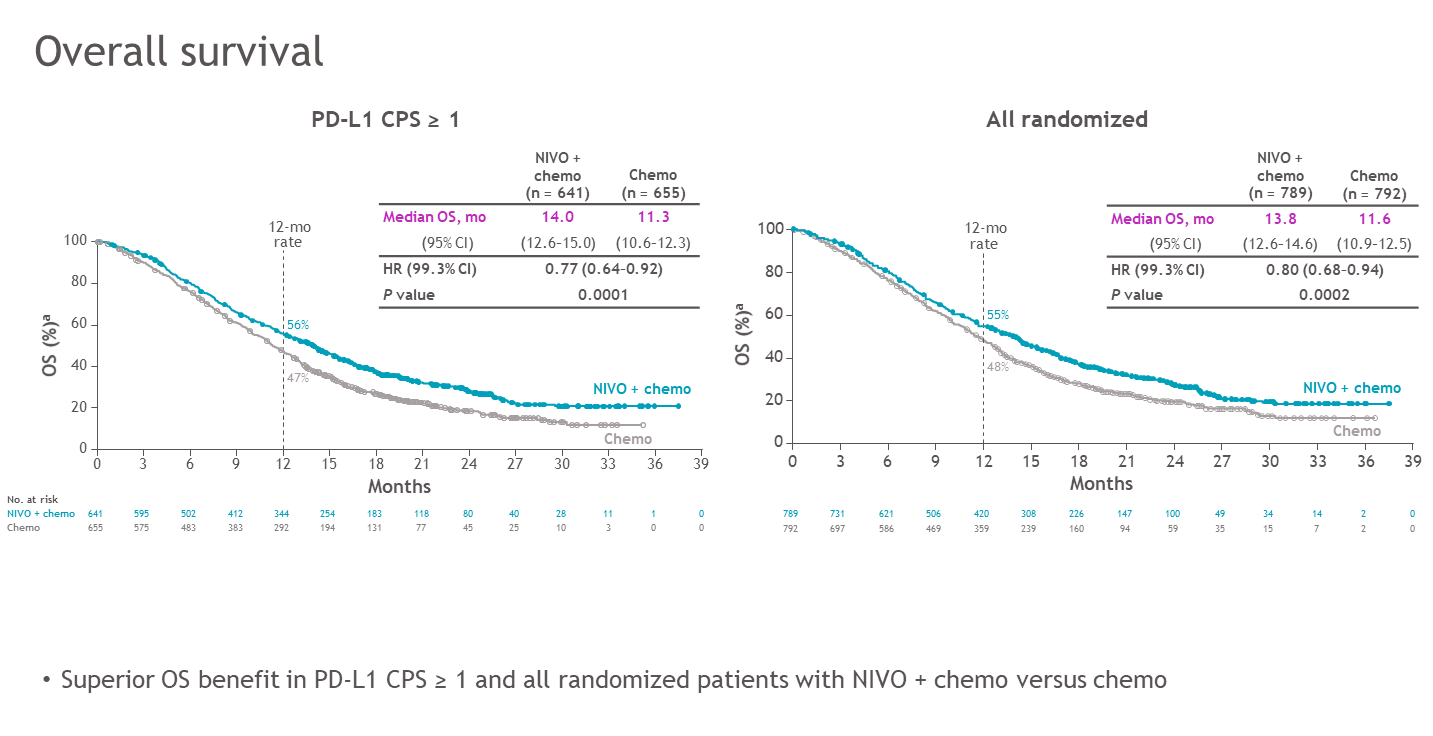 Overall survival
PD-L1 CPS ≥ 1
NIVO +
chemo
(n = 641)
Chemo
(n = 655)
Median OS, mo 14.0 11.3
(95% CI) (12.6–15.0) (10.6–12.3)
HR (99.3% CI) 0.77 (0.64–0.92)
P value 0.0001
12-mo
rate
100
80
60
40
20
0
OS (%)a
56%
47%
NIVO + chemo
Chemo
0 3 6 9 12 15 18 21 24 27 30 33 36 39
Months
No. at risk
NIVO + chemo 641 595 502 412 344 254 183 118 80 40 28 11 1 0
Chemo 655 575 483 383 292 194 131 77 45 25 10 3 0 0
All randomized
NIVO +
chemo
(n = 789)
Chemo
(n = 792)
Median OS, mo 13.8 11.6
(95% CI) (12.6–14.6) (10.9–12.5)
HR (99.3% CI) 0.80 (0.68–0.94)
P value 0.0002
12-mo
rate
100
80
60
40
20
0
OS (%)a
55%
48%
NIVO + chemo
Chemo
0 3 6 9 12 15 18 21 24 27 30 33 36 39
Months
789 731 621 506 420 308 226 147 100 49 34 14 2 0
792 697 586 469 359 239 160 94 59 35 15 7 2 0
• Superior OS benefit in PD-L1 CPS ≥ 1 and all randomized patients with NIVO + chemo versus chemo